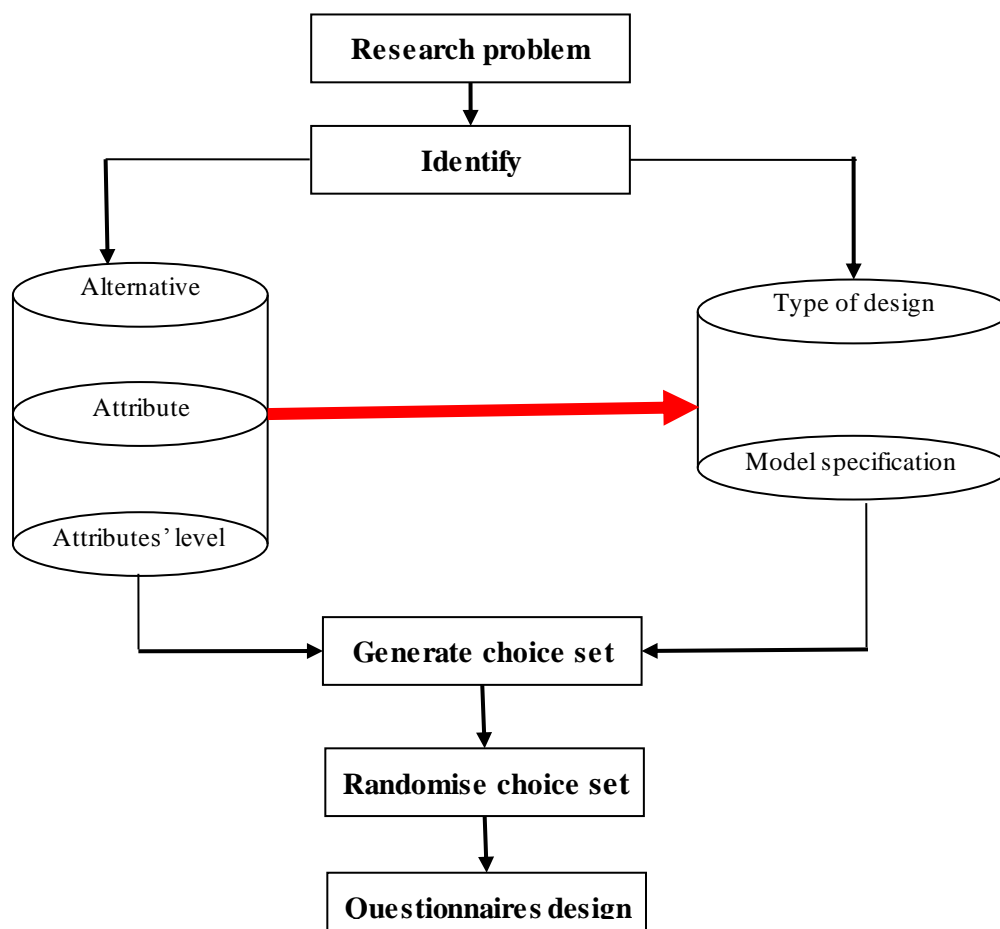 Research problem
Identify
Alternative
Type of design
Attribute
Model specification
Attributes’ level
Generate choice set
Randomise choice set
Questionnaires design